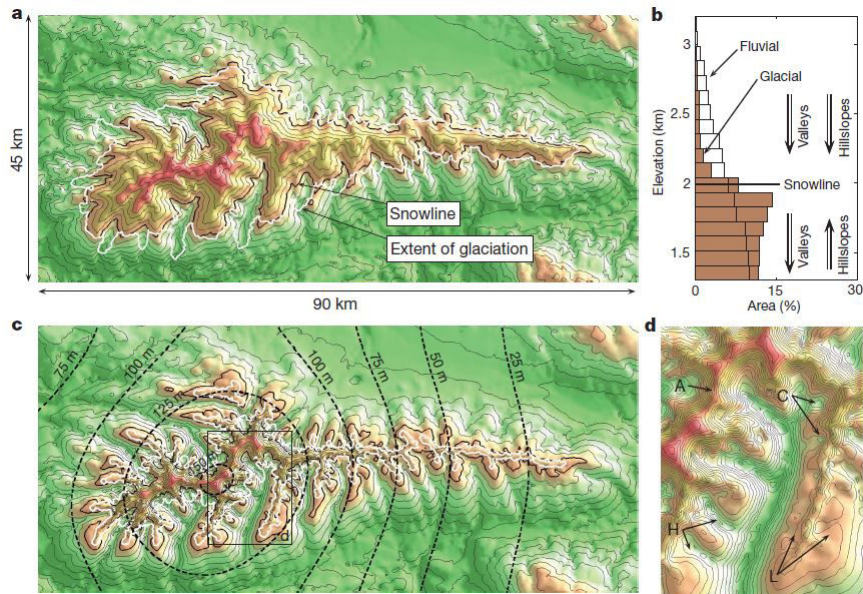 a
45 km
Snowline
Extent of glaciation
90 km
b
3
2.5
2
1.5
Elevation (km)
Fluvial
Glacial
Valleys
Hillslopes
Snowline
Valleys
Hillslopes
0
15
30
Area (%)
c
75 m
100 m
125 m
100 m
75 m
50 m
25 m
d
d
A
C
H
L